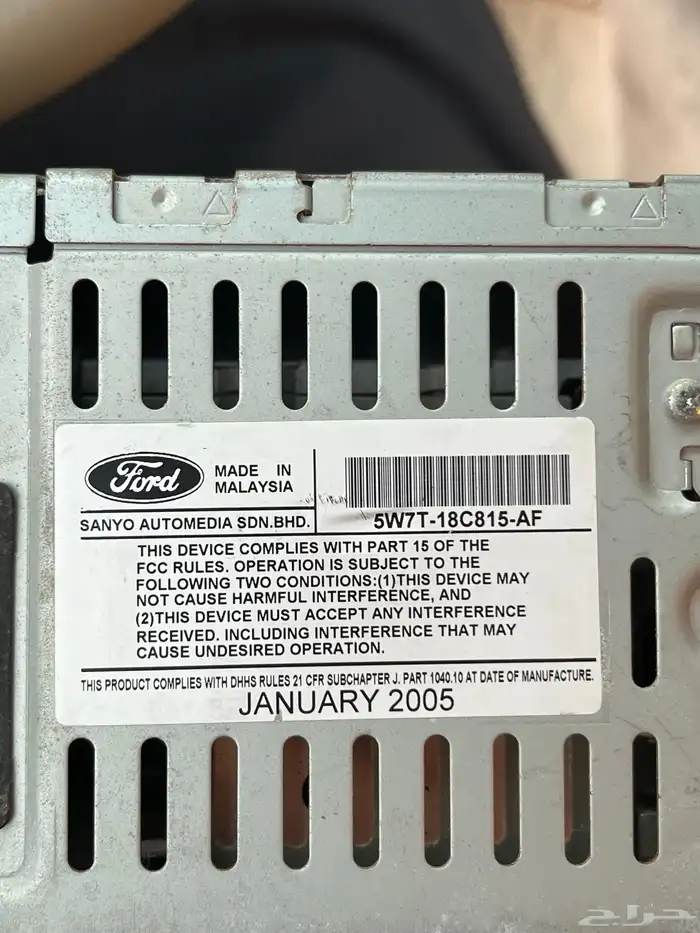 Ford
MADE IN
MALAYSIA
SANYO AUTOMEDIA SDN.BHD.
5W7T-18C815-AF
THIS DEVICE COMPLIES WITH PART 15 OF THE
FCC RULES. OPERATION IS SUBJECT TO THE
FOLLOWING TWO CONDITIONS:(1)THIS DEVICE MAY
NOT CAUSE HARMFUL INTERFERENCE, AND
(2)THIS DEVICE MUST ACCEPT ANY INTERFERENCE
RECEIVED. INCLUDING INTERFERENCE THAT MAY
CAUSE UNDESIRED OPERATION.
THIS PRODUCT COMPLIES WITH DHHS RULES 21 CFR SUBCHAPTER J. PART 1040.10 AT DATE OF MANUFACTURE.
JANUARY 2005
حراج